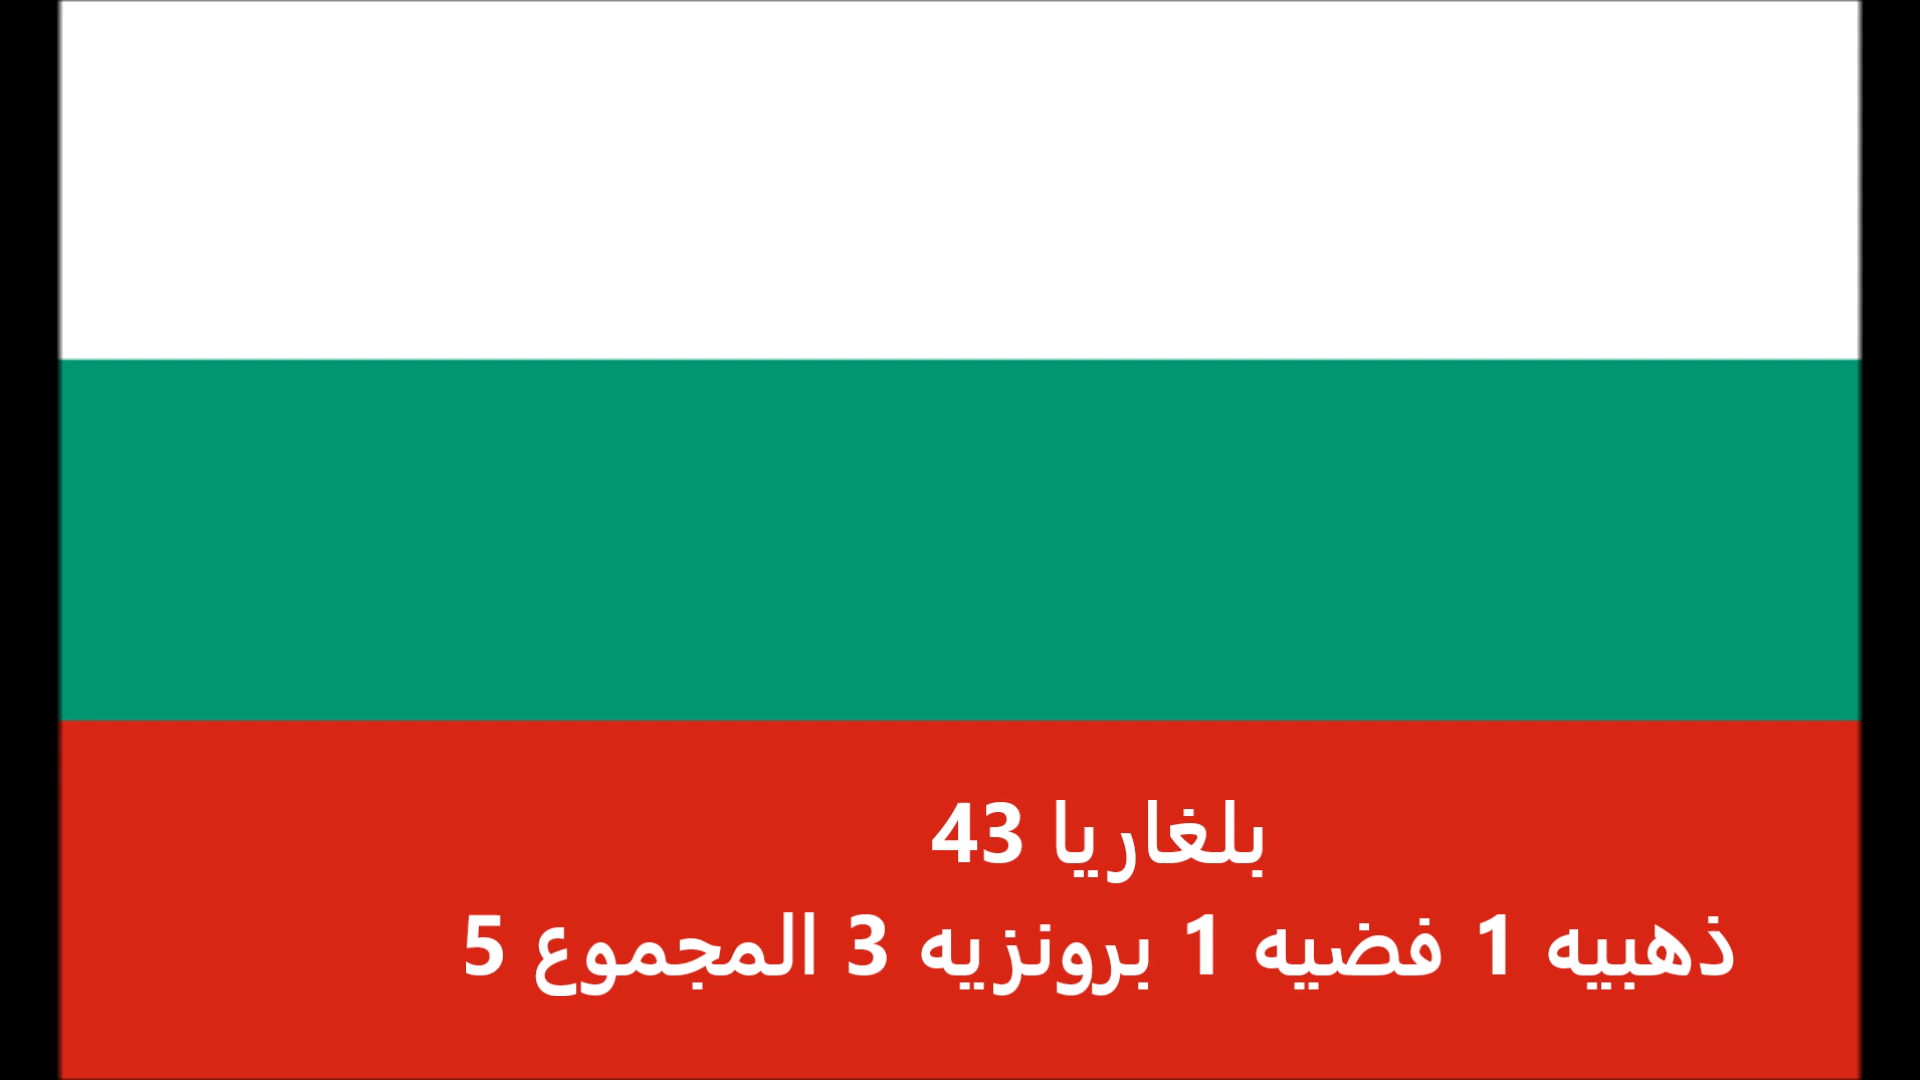 بلغاريا 43
ذهبيه 1 فضيه 1 برونزيه 3 المجموع 5